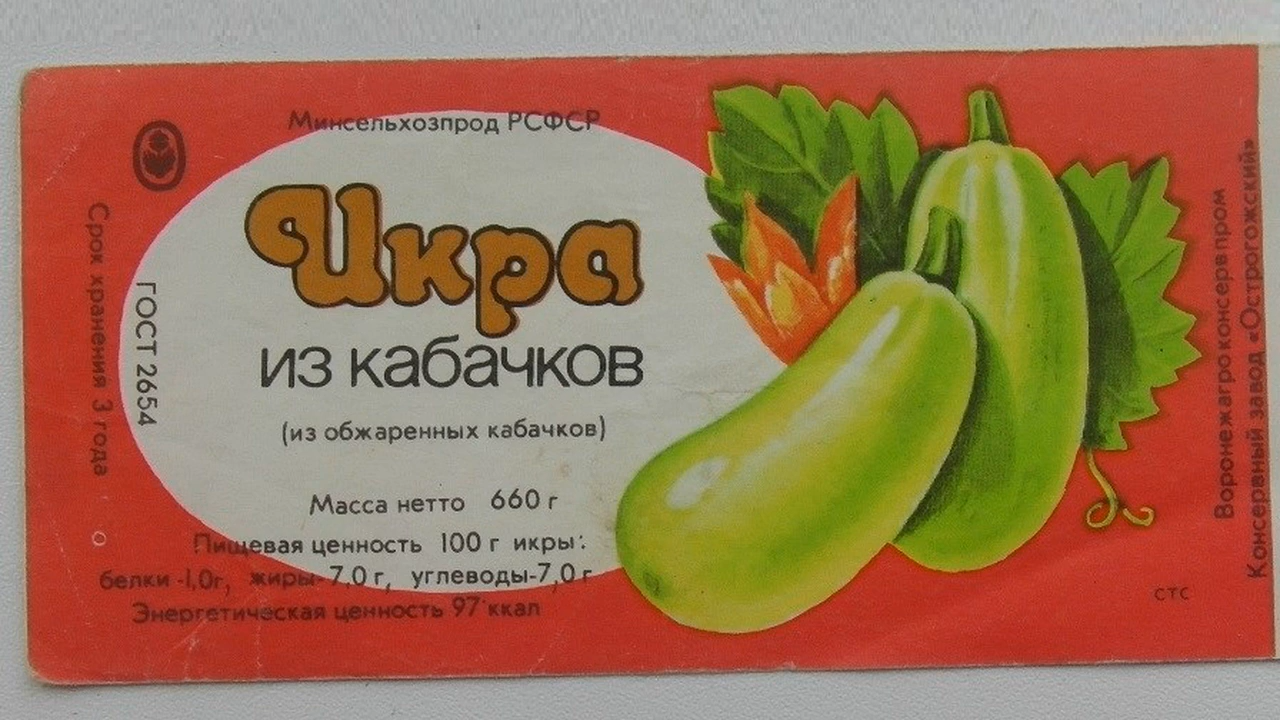 Минсельхозпрод РСФСР
Икра
из кабачков
(из обжаренных кабачков)
Масса нетто 660 г
Пищевая ценность 100 г икры:
белки -1,0г, жиры- 7,0 г, углеводы-7,0 г
Энергетическая ценность 97 ккал
ГОСТ 2654
Срок хранения 3 года
Воронежагроконсервпром
Консервный завод «Острогожский»
СТС